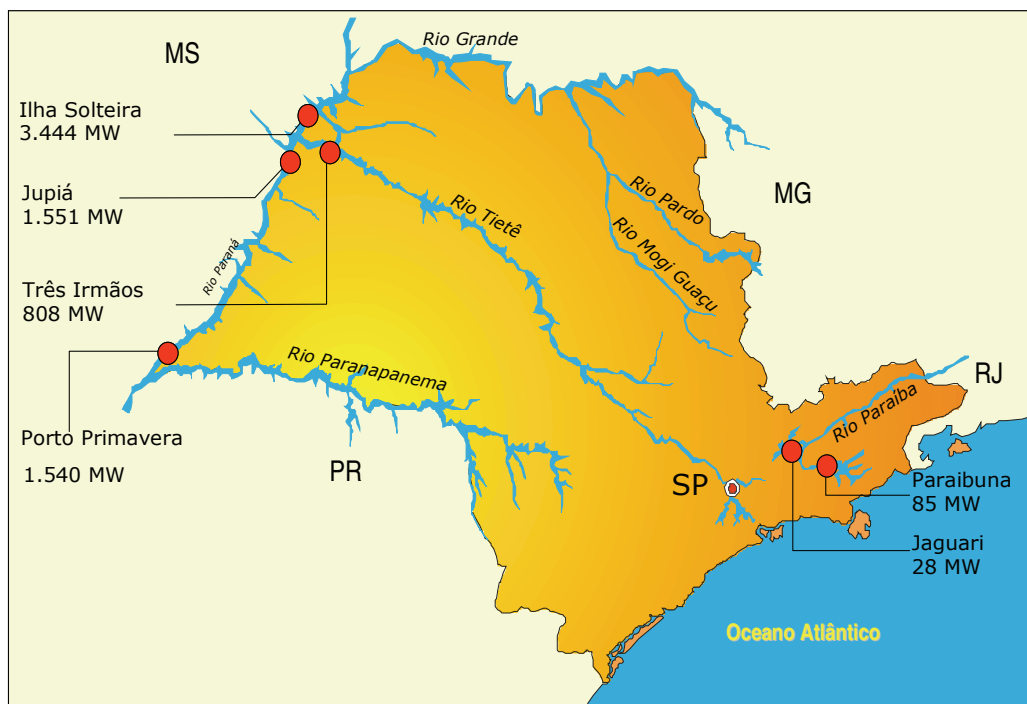 MS
Rio Grande
Ilha Solteira
3.444 MW
Jupiá
1.551 MW
Rio Paraná
Três Irmãos
808 MW
Rio Tietê
Rio Pardo
Rio Mogi Guaçu
MG
Rio Paranapanema
Porto Primavera
1.540 MW
PR
SP
Rio Paraíba
RJ
Paraibuna
85 MW
Jaguari
28 MW
Oceano Atlântico